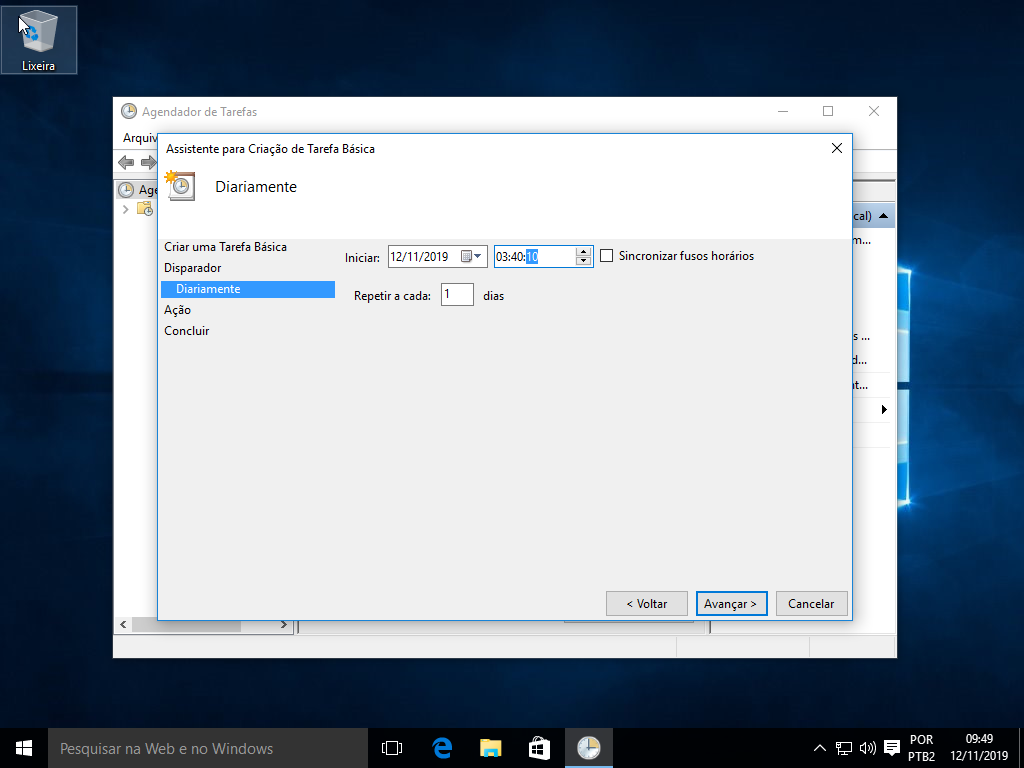 Lixeira
Agendador de Tarefas
Arquiv
Assistente para Criação de Tarefa Básica
Diariamente
Age
cal)
m...
Criar uma Tarefa Básica
Disparador
Diariamente
Ação
Concluir
Iniciar: 12/11/2019 03:40:10 Sincronizar fusos horários
Repetir a cada: 1 dias
s ...
d...
t...
< Voltar
Avançar >
Cancelar
Pesquisar na Web e no Windows
POR
PTB2
09:49
12/11/2019